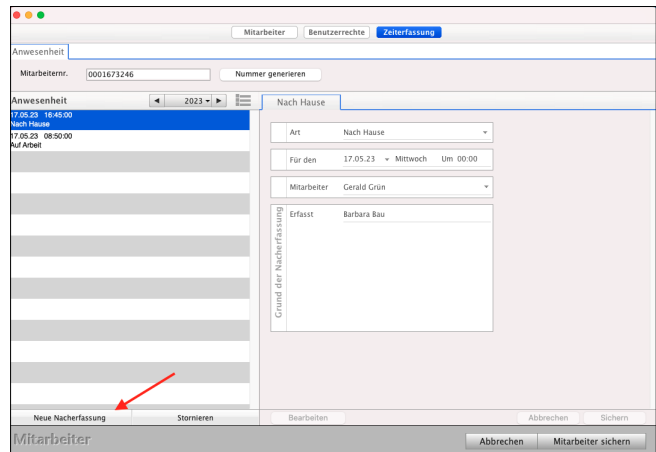 Mitarbeiter Benutzerrechte Zeiterfassung
Anwesenheit
Mitarbeiternr. 0001673246 Nummer generieren
Anwesenheit 2023 Nach Hause
17.05.23 16:45:00
Nach Hause
17.05.23 08:50:00
Auf Arbeit
Art Nach Hause
Für den 17.05.23 Mittwoch Um 00:00
Mitarbeiter Gerald Grün
Erfasst Barbara Bau
Grund der Nacherfassung
Neue Nacherfassung Stornieren Bearbeiten Abbrechen Sichern
Mitarbeiter Abbrechen Mitarbeiter sichern